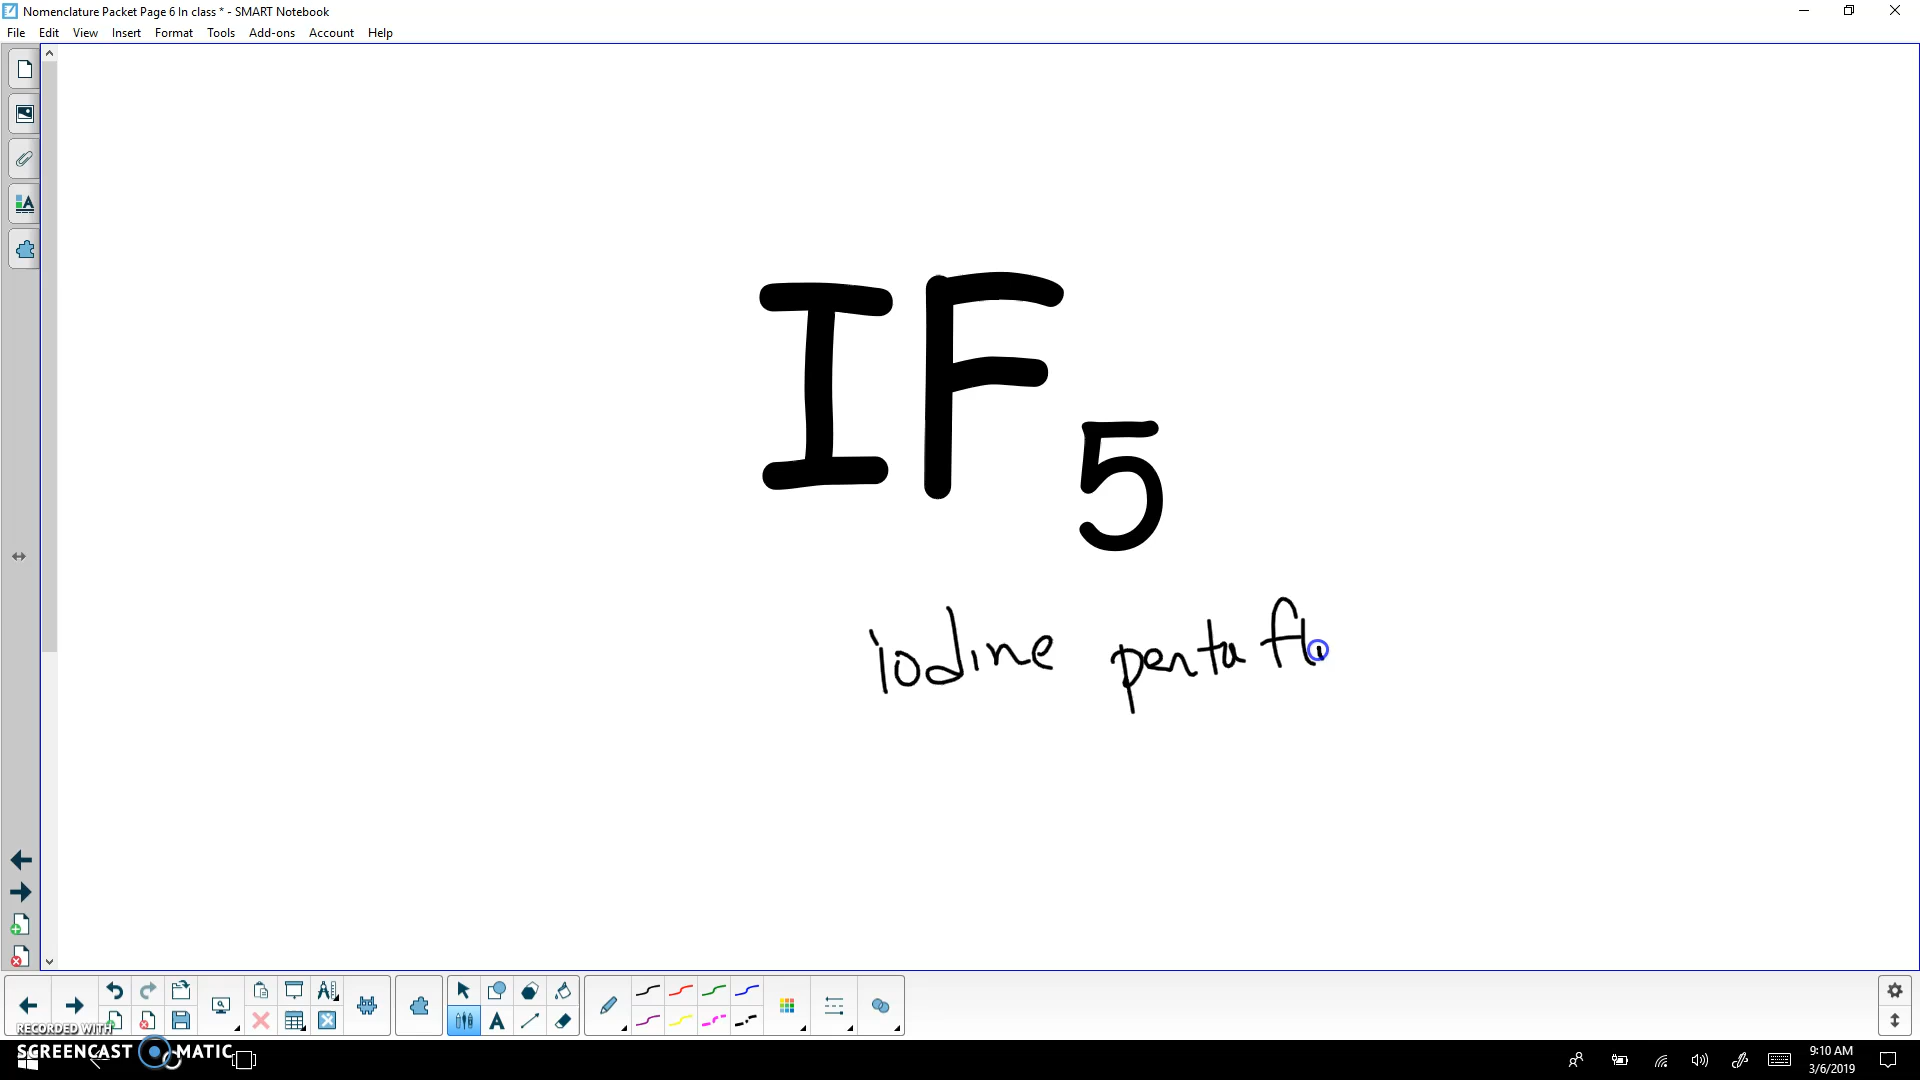 Nomenclature Packet Page 6 In class * - SMART Notebook
File Edit View Insert Format Tools Add-ons Account Help
IF5
iodine pentaflu
RECORDED WITH
SCREENCAST MATIC
9:10 AM
3/6/2019